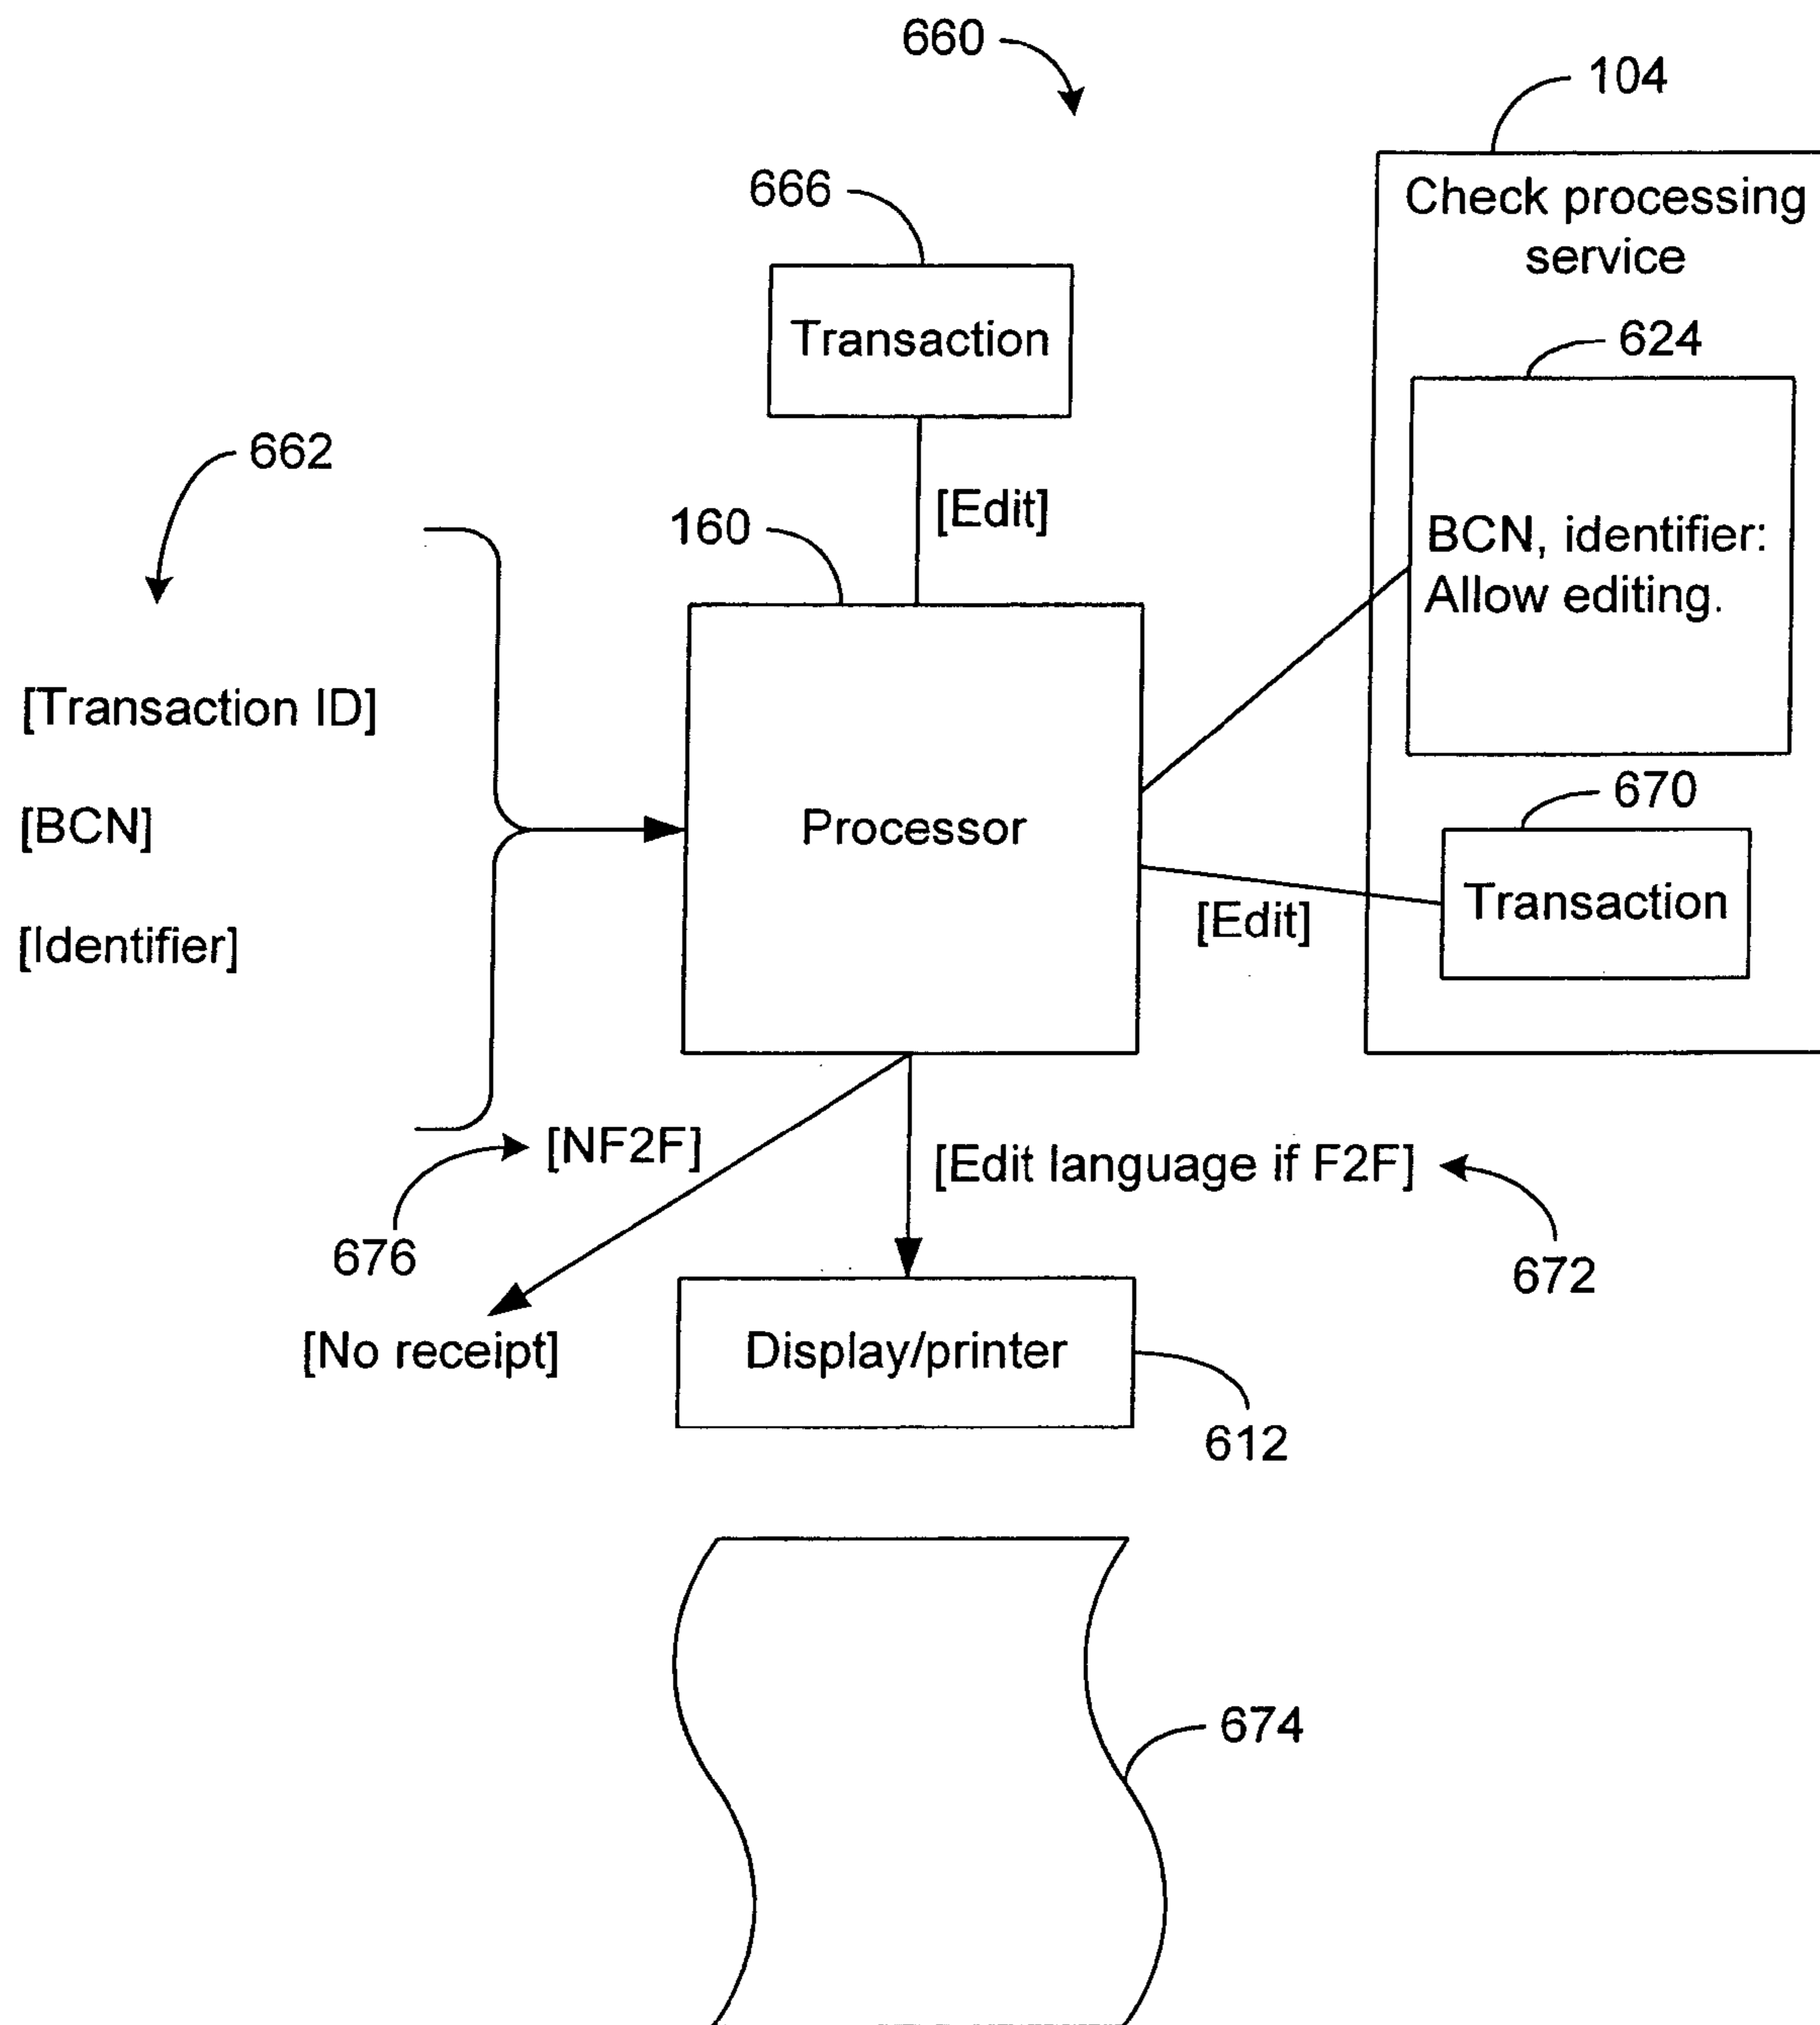 660
104
Check processing
service
666
Transaction
624
662
[Edit]
160
BCN, identifier:
Allow editing.
[Transaction ID]
[BCN]
[Identifier]
Processor
670
Transaction
[Edit]
[NF2F]
[Edit language if F2F]
676
672
[No receipt]
Display/printer
612
674